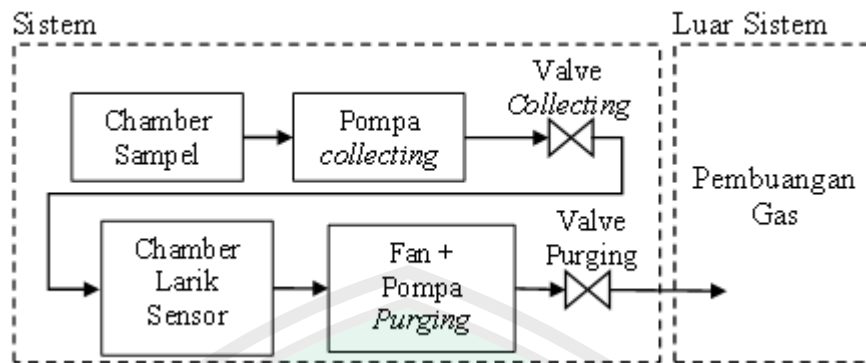 Sistem
Luar Sistem
Chamber
Sampel
Pompa
collecting
Valve
Collecting
Chamber
Larik
Sensor
Fan +
Pompa
Purging
Valve
Purging
Pembuangan
Gas